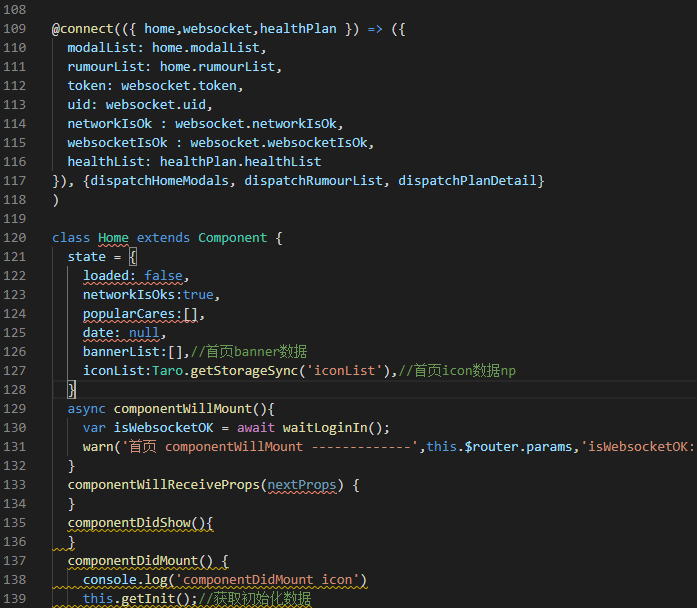 108
109 @connect(({ home,websocket,healthPlan }) => ({
110 modalList: home.modalList,
111 rumourList: home.rumourList,
112 token: websocket.token,
113 uid: websocket.uid,
114 networkIsOk : websocket.networkIsOk,
115 websocketIsOk : websocket.websocketIsOk,
116 healthList: healthPlan.healthList
117 }), {dispatchHomeModals, dispatchRumourList, dispatchPlanDetail}
118 )
119
120 class Home extends Component {
121 state = {
122 loaded: false,
123 networkIsOks:true,
124 popularCares:[],
125 date: null,
126 bannerList:[],//首页banner数据
127 iconList:Taro.getStorageSync('iconList'),//首页icon数据np
128 }
129 async componentWillMount(){
130 var isWebsocketOK = await waitLoginIn();
131 warn('首页 componentWillMount -------------',this.$router.params,'isWebsocketOK:
132 }
133 componentWillReceiveProps(nextProps) {
134 }
135 componentDidShow(){
136 }
137 componentDidMount() {
138 console.log('componentDidMount icon')
139 this.getInit();//获取初始化数据